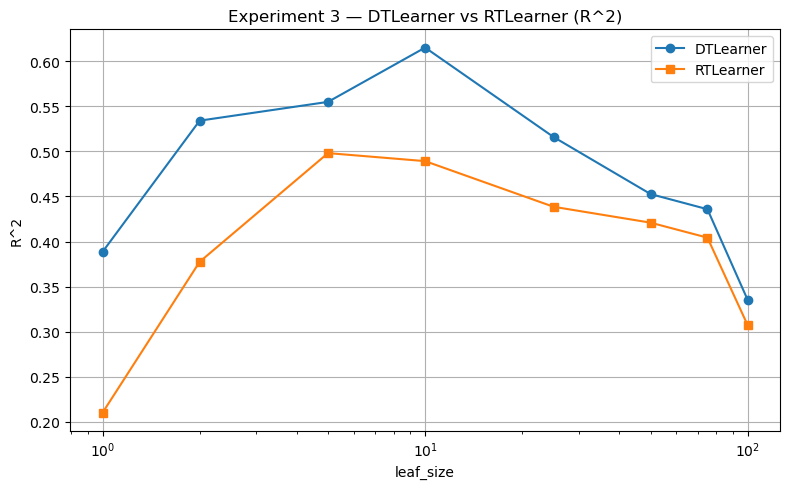 Experiment 3 — DTLearner vs RTLearner (R^2)
DTLearner
RTLearner
R^2
0.60
0.55
0.50
0.45
0.40
0.35
0.30
0.25
0.20
10^0 10^1 10^2
leaf_size